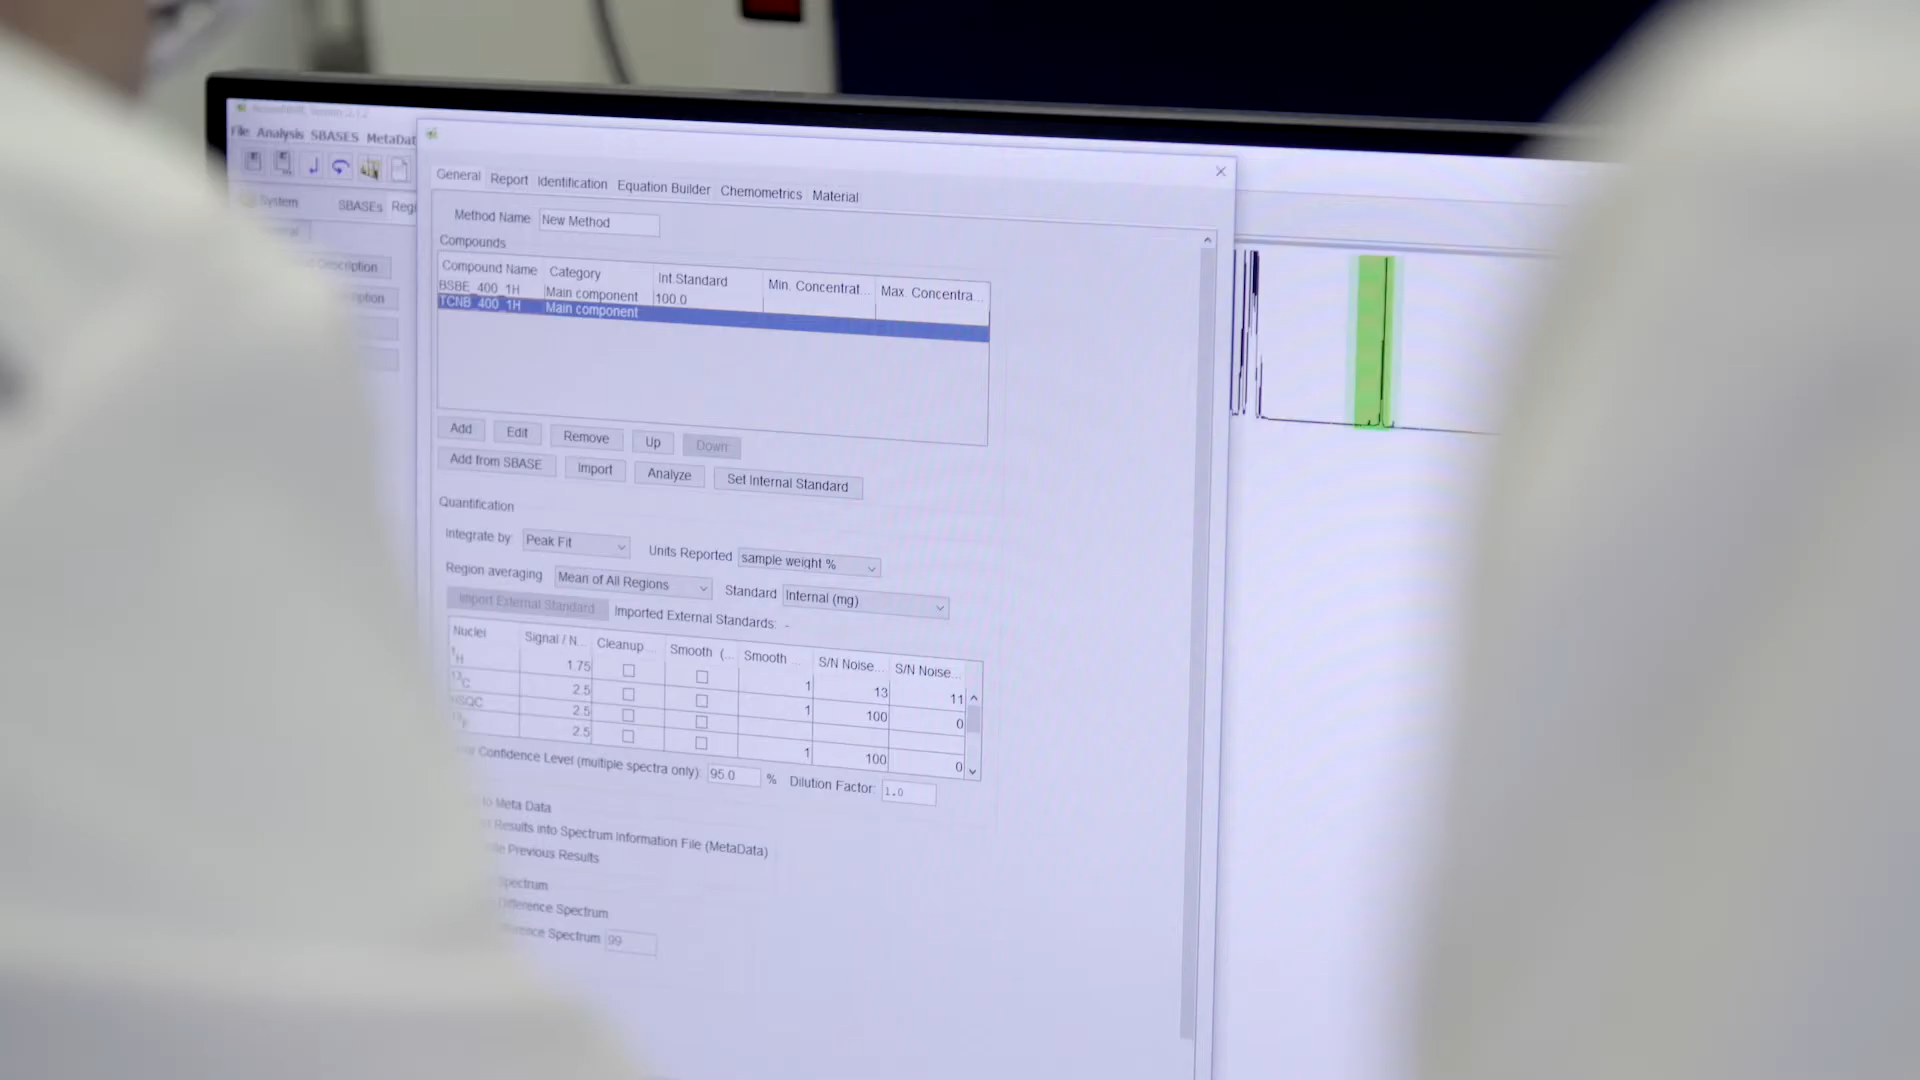 File Analysis SBASES MetaDat
System SBASEs Regi
Description
General Report Identification Equation Builder Chemometrics Material
Method Name New Method
Compounds
Compound Name Category Int.Standard Min. Concentrat... Max. Concentra...
BSBE_400_1H Main component 100.0
TCNB_400_1H Main component
Add Edit Remove Up Down
Add from SBASE Import Analyze Set Internal Standard
Quantification
Integrate by: Peak Fit Units Reported sample weight %
Region averaging Mean of All Regions Standard Internal (mg)
Import External Standard Imported External Standards: -
Nuclei Signal / N... Cleanup... Smooth (... Smooth ... S/N Noise... S/N Noise...
1H 1.75 1 13 11
13C 2.5 1 100 0
HSQC 2.5
19F 2.5 1 100 0
Confidence Level (multiple spectra only): 95.0 % Dilution Factor: 1.0
to Meta Data
Results into Spectrum Information File (MetaData)
Previous Results
Spectrum
Difference Spectrum
Spectrum 99